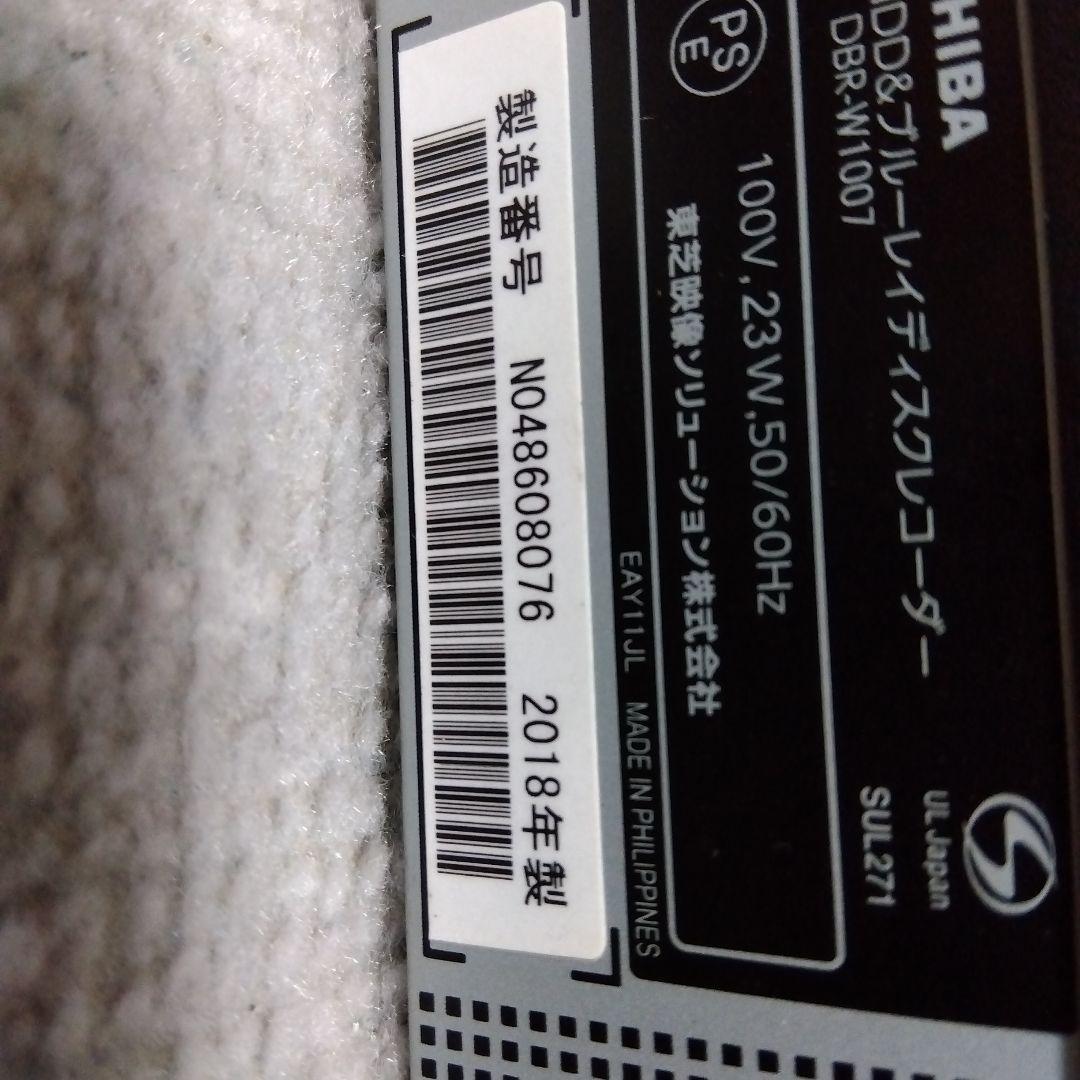 HIBA
HDD&ブルーレイディスクレコーダー
DBR-W1007
UL Japan
SUL271
PS
E
100V,23W,50/60Hz
東芝映像ソリューション株式会社
EAY11JL MADE IN PHILIPPINES
製造番号 N048608076 2018年製